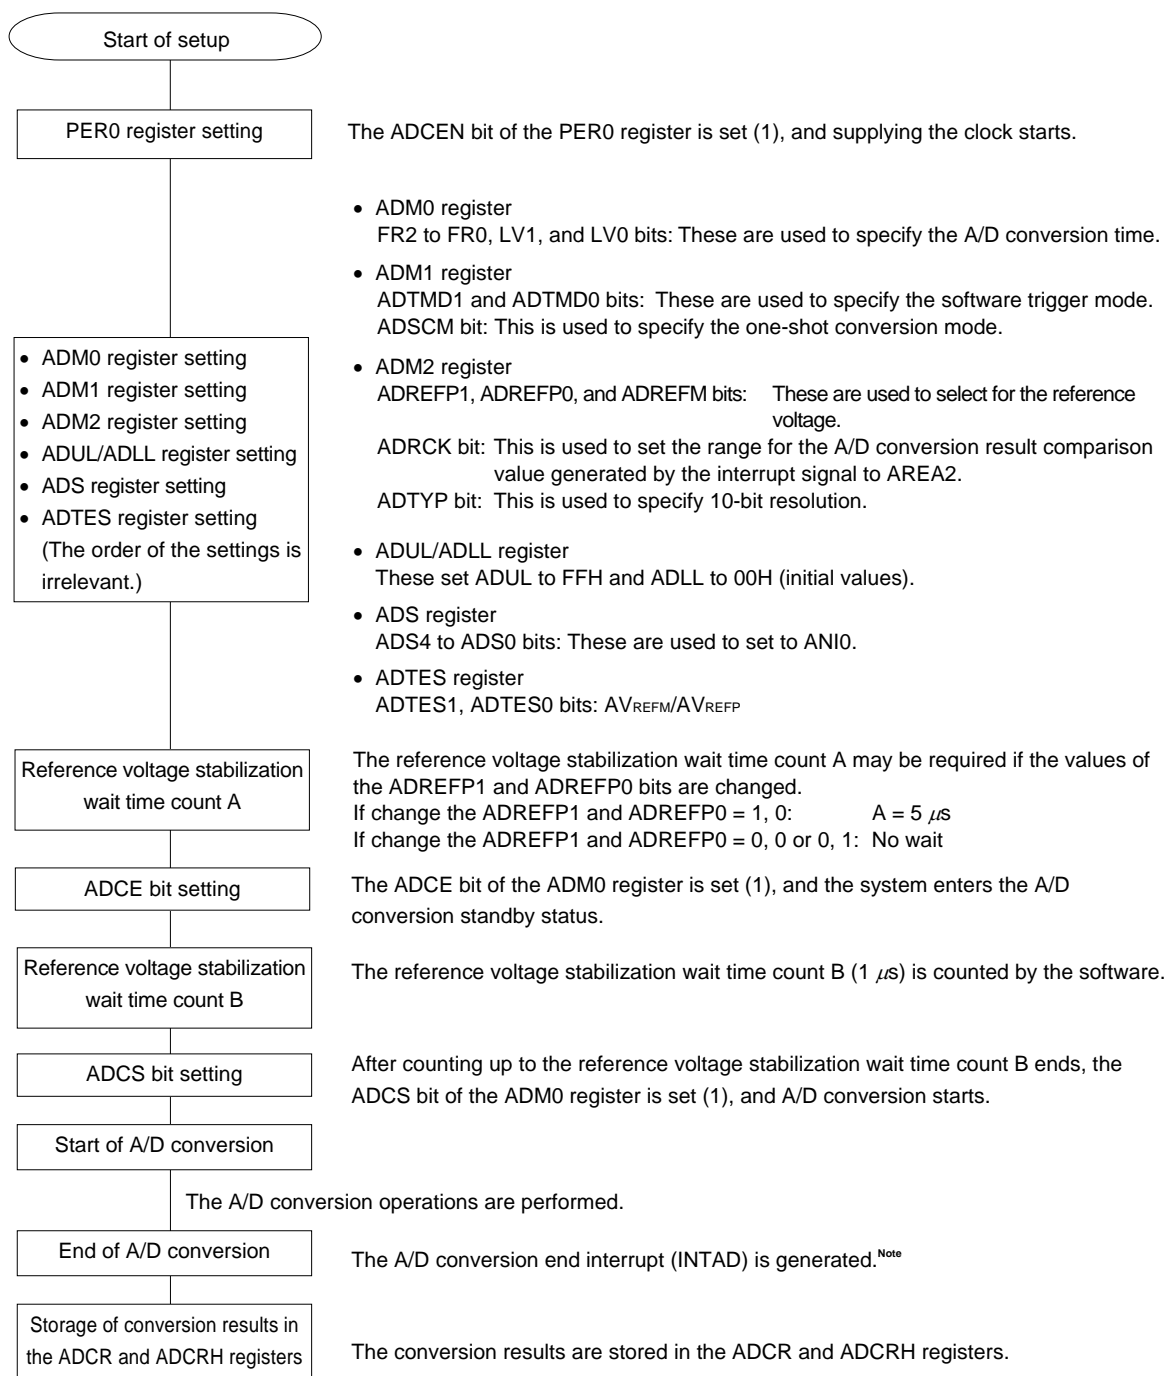 Start of setup
PER0 register setting
The ADCEN bit of the PER0 register is set (1), and supplying the clock starts.
• ADM0 register setting
• ADM1 register setting
• ADM2 register setting
• ADUL/ADLL register setting
• ADS register setting
• ADTES register setting
(The order of the settings is
irrelevant.)
• ADM0 register
FR2 to FR0, LV1, and LV0 bits: These are used to specify the A/D conversion time.
• ADM1 register
ADTMD1 and ADTMD0 bits: These are used to specify the software trigger mode.
ADSCM bit: This is used to specify the one-shot conversion mode.
• ADM2 register
ADREFP1, ADREFP0, and ADREFM bits: These are used to select for the reference
voltage.
ADRCK bit: This is used to set the range for the A/D conversion result comparison
value generated by the interrupt signal to AREA2.
ADTYP bit: This is used to specify 10-bit resolution.
• ADUL/ADLL register
These set ADUL to FFH and ADLL to 00H (initial values).
• ADS register
ADS4 to ADS0 bits: These are used to set to ANI0.
• ADTES register
ADTES1, ADTES0 bits: AVREFM/AVREFP
Reference voltage stabilization
wait time count A
The reference voltage stabilization wait time count A may be required if the values of
the ADREFP1 and ADREFP0 bits are changed.
If change the ADREFP1 and ADREFP0 = 1, 0: A = 5 μs
If change the ADREFP1 and ADREFP0 = 0, 0 or 0, 1: No wait
ADCE bit setting
The ADCE bit of the ADM0 register is set (1), and the system enters the A/D
conversion standby status.
Reference voltage stabilization
wait time count B
The reference voltage stabilization wait time count B (1 μs) is counted by the software.
ADCS bit setting
After counting up to the reference voltage stabilization wait time count B ends, the
ADCS bit of the ADM0 register is set (1), and A/D conversion starts.
Start of A/D conversion
The A/D conversion operations are performed.
End of A/D conversion
The A/D conversion end interrupt (INTAD) is generated.Note
Storage of conversion results in
the ADCR and ADCRH registers
The conversion results are stored in the ADCR and ADCRH registers.